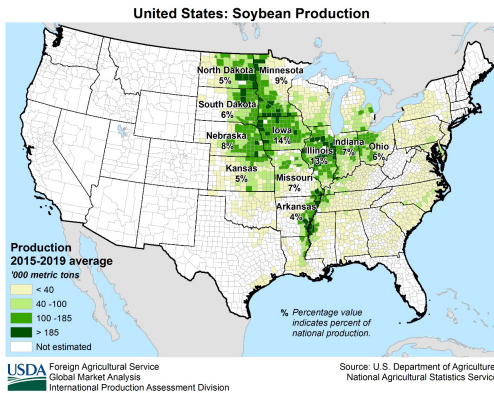 United States: Soybean Production
North Dakota
5%
Minnesota
9%
South Dakota
6%
Nebraska
8%
Iowa
14%
Illinois
13%
Indiana
7%
Ohio
6%
Kansas
5%
Missouri
7%
Arkansas
4%
Production
2015-2019 average
'000 metric tons
< 40
40 -100
100 -185
> 185
Not estimated
% Percentage value
indicates percent of
national production.
USDA
Foreign Agricultural Service
Global Market Analysis
International Production Assessment Division
Source: U.S. Department of Agriculture
National Agricultural Statistics Service